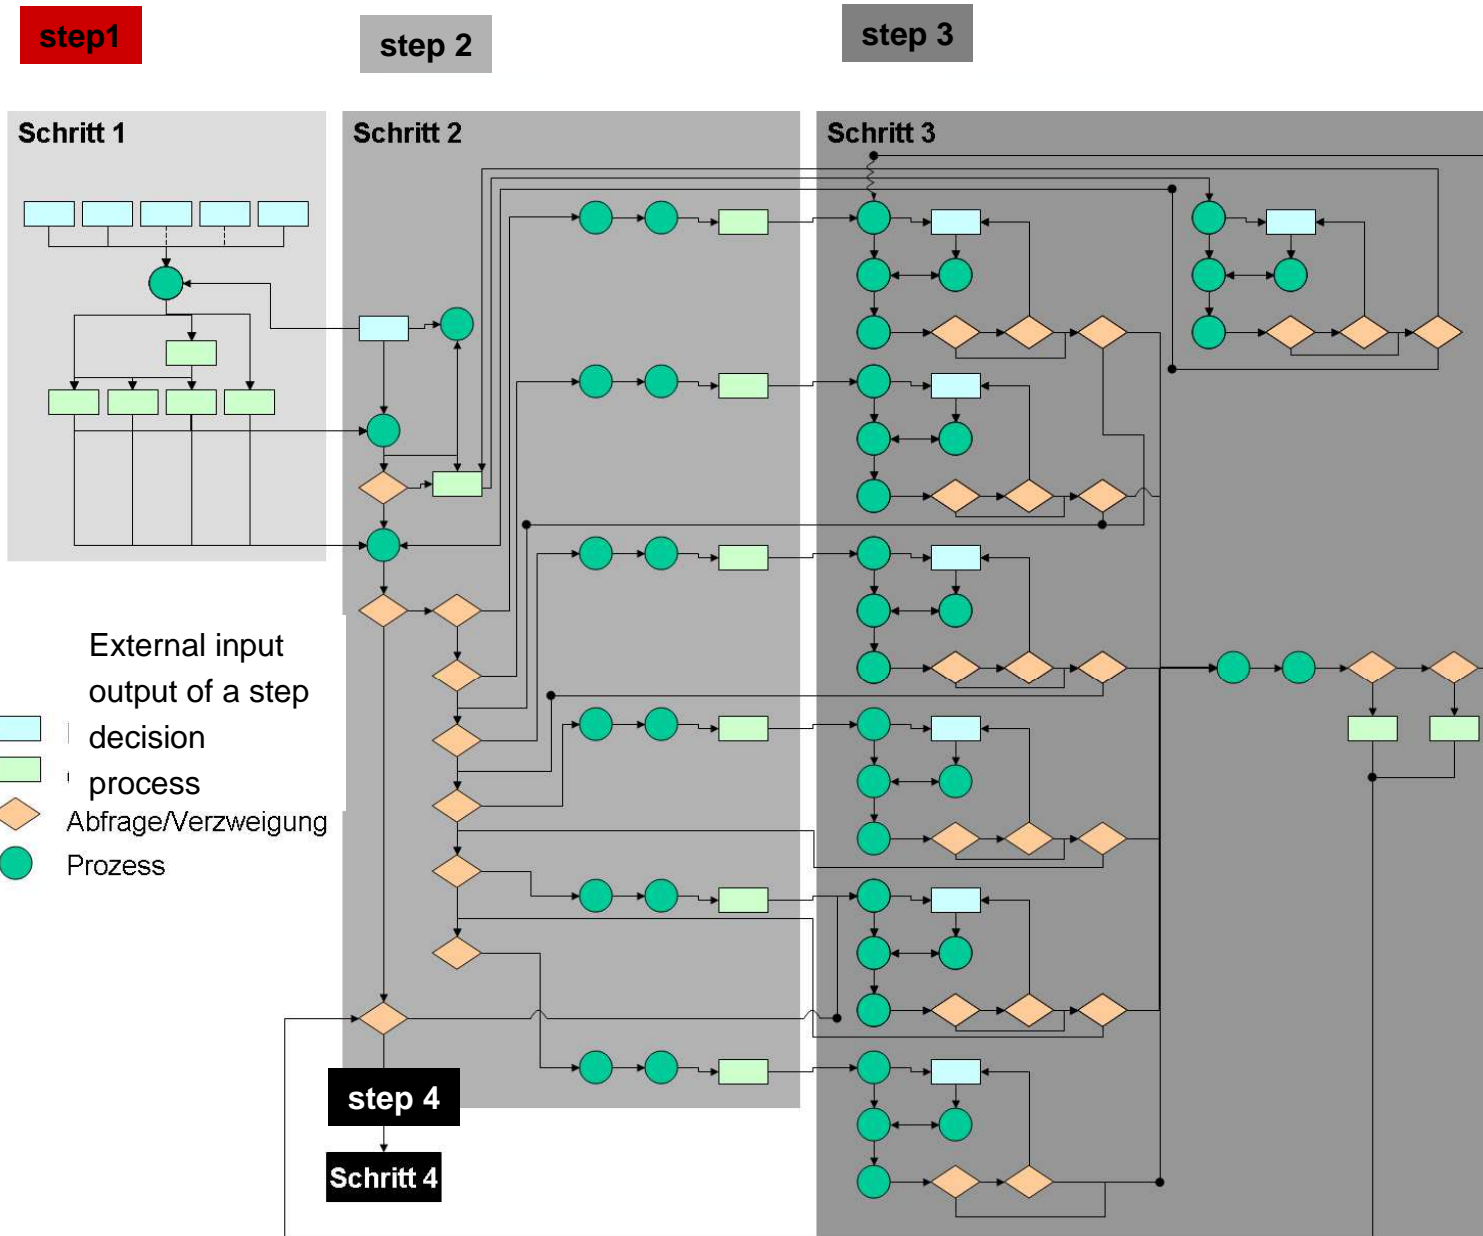 step1
step 2
step 3
Schritt 1
Schritt 2
Schritt 3
External input
output of a step
decision
process
Abfrage/Verzweigung
Prozess
step 4
Schritt 4